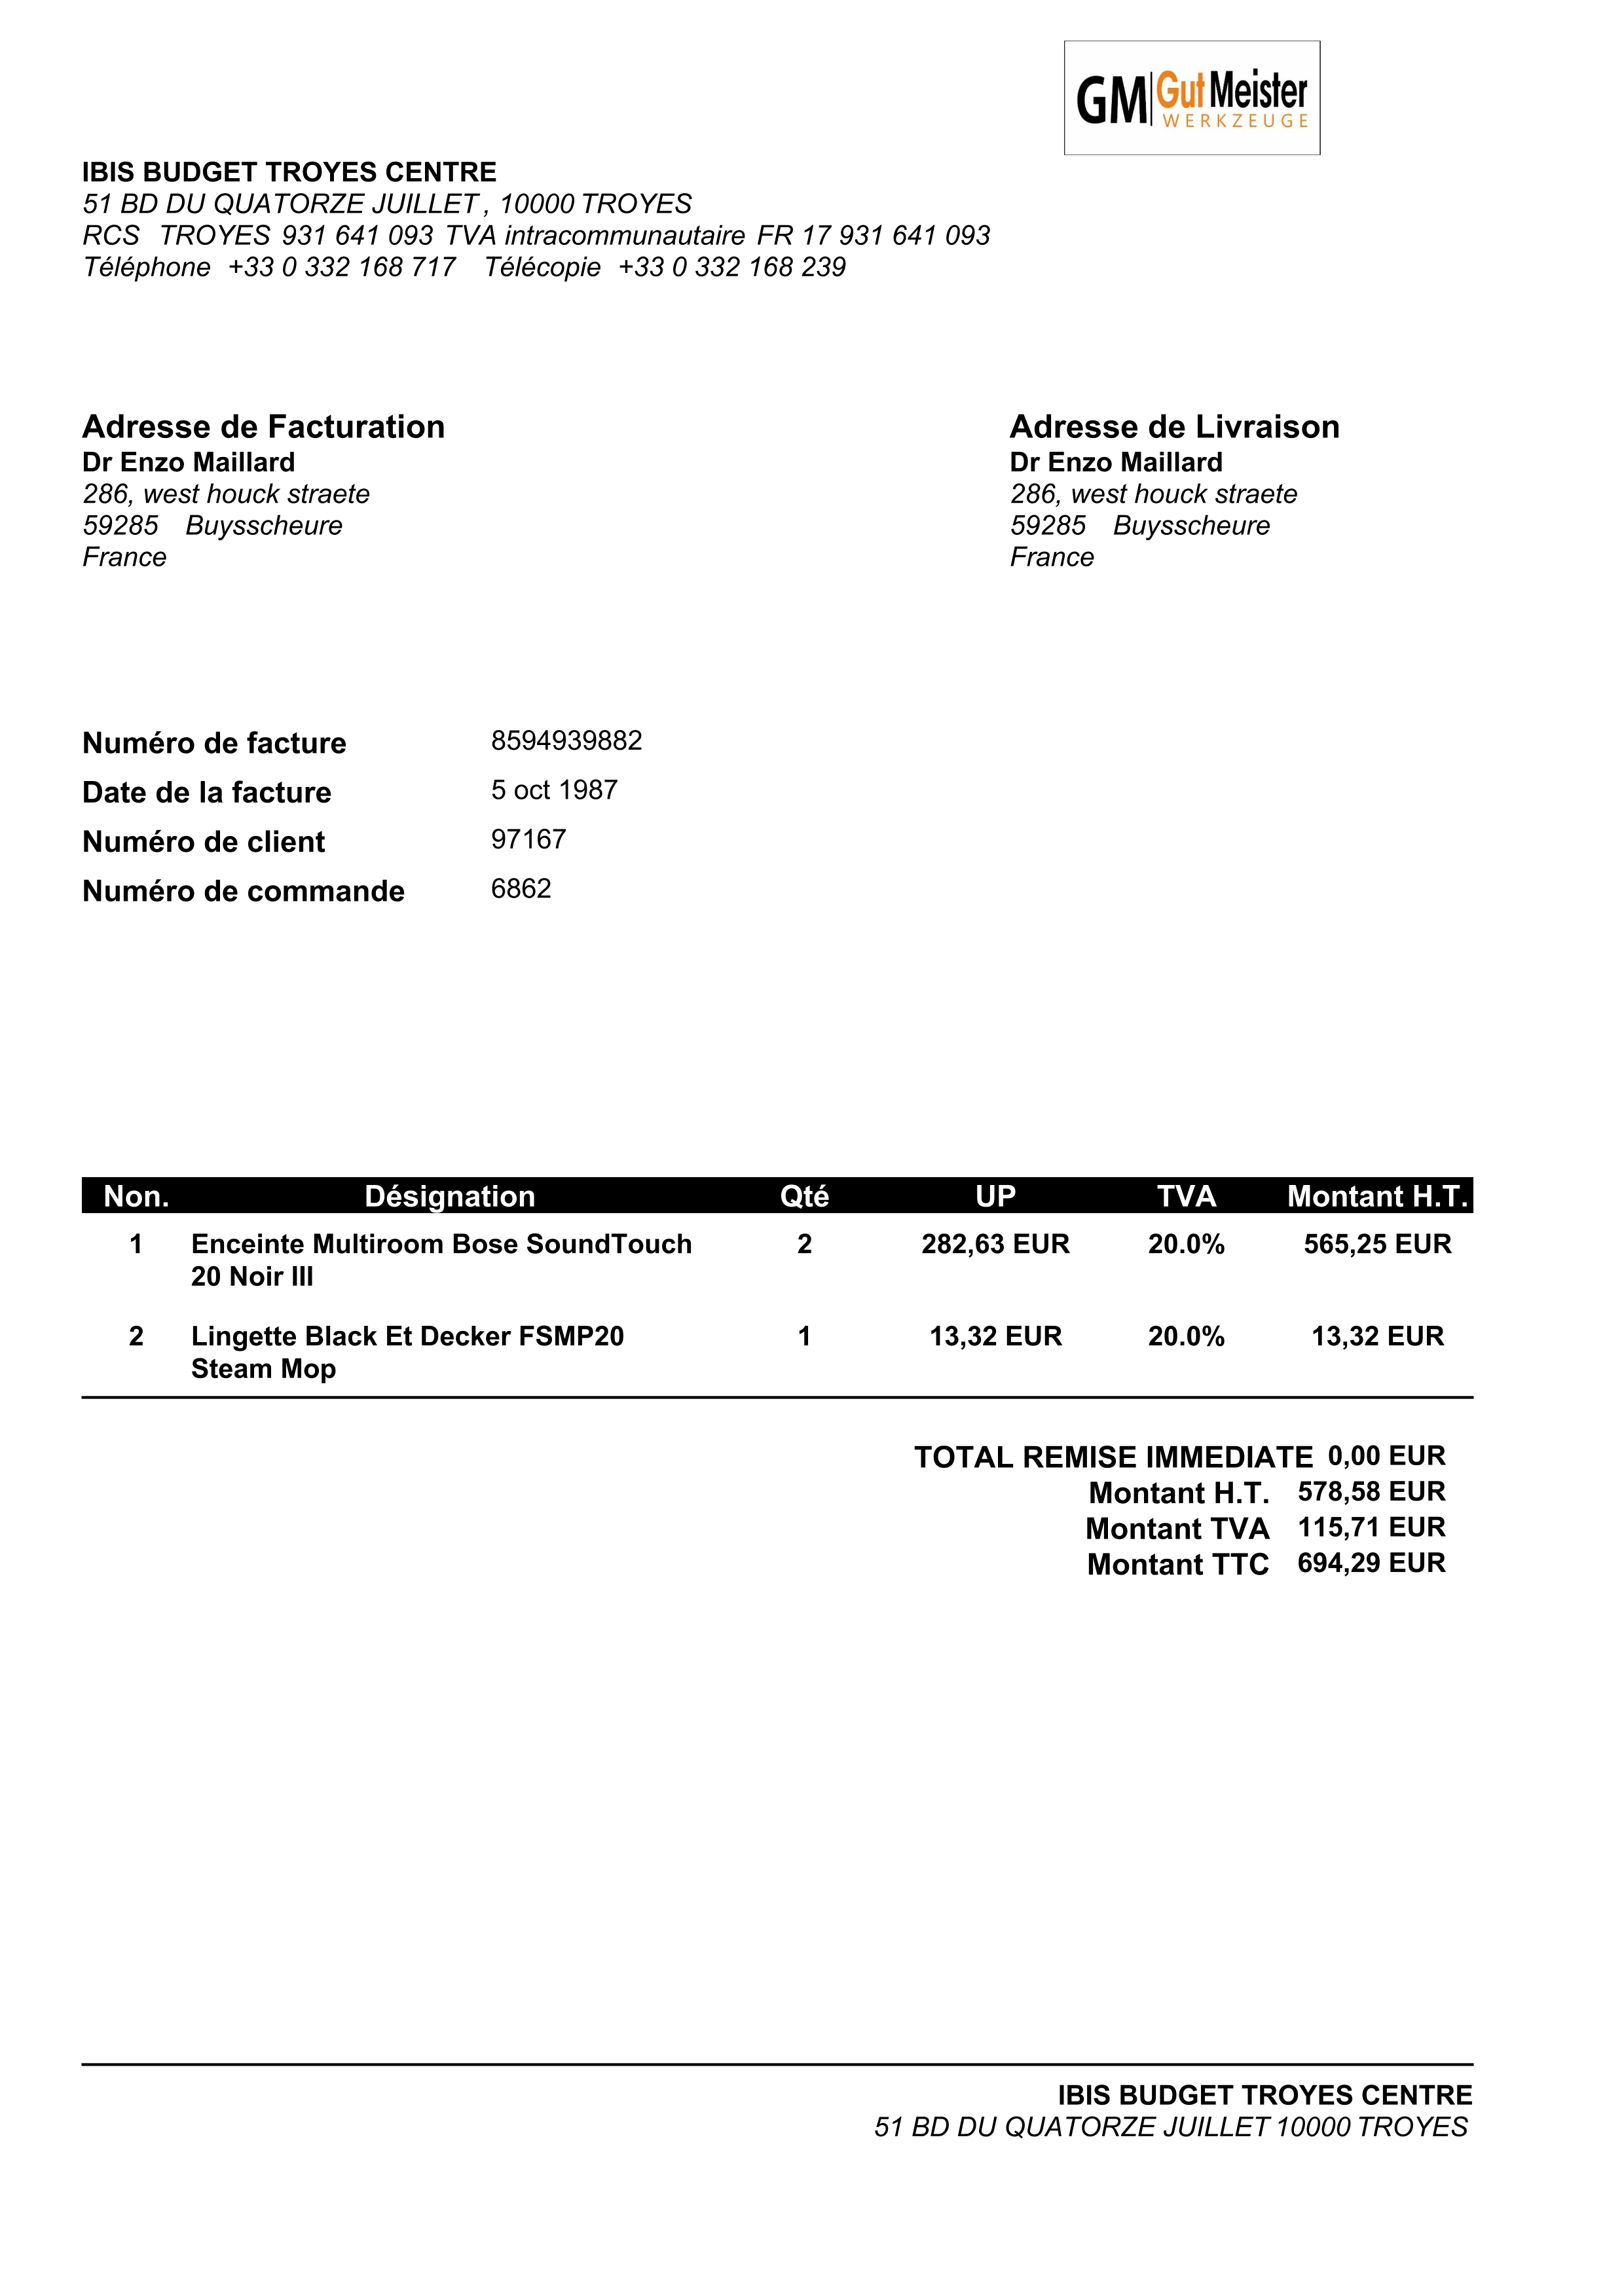 GM GutMeister
WERKZEUGE
IBIS BUDGET TROYES CENTRE
51 BD DU QUATORZE JUILLET , 10000 TROYES
RCS TROYES 931 641 093 TVA intracommunautaire FR 17 931 641 093
Téléphone +33 0 332 168 717 Télécopie +33 0 332 168 239
Adresse de Facturation
Dr Enzo Maillard
286, west houck straete
59285 Buysscheure
France
Adresse de Livraison
Dr Enzo Maillard
286, west houck straete
59285 Buysscheure
France
Numéro de facture 8594939882
Date de la facture 5 oct 1987
Numéro de client 97167
Numéro de commande 6862
Non. Désignation Qté UP TVA Montant H.T.
1 Enceinte Multiroom Bose SoundTouch 2 282,63 EUR 20.0% 565,25 EUR
20 Noir III
2 Lingette Black Et Decker FSMP20 1 13,32 EUR 20.0% 13,32 EUR
Steam Mop
TOTAL REMISE IMMEDIATE 0,00 EUR
Montant H.T. 578,58 EUR
Montant TVA 115,71 EUR
Montant TTC 694,29 EUR
IBIS BUDGET TROYES CENTRE
51 BD DU QUATORZE JUILLET 10000 TROYES